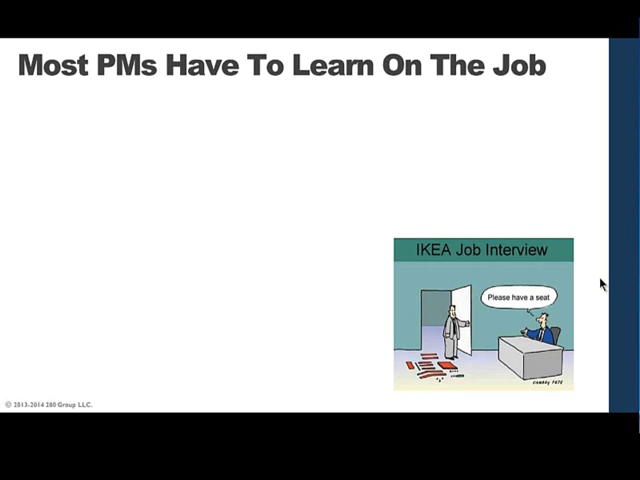 Most PMs Have To Learn On The Job
IKEA Job Interview
Please have a seat
© 2013-2014 280 Group LLC.